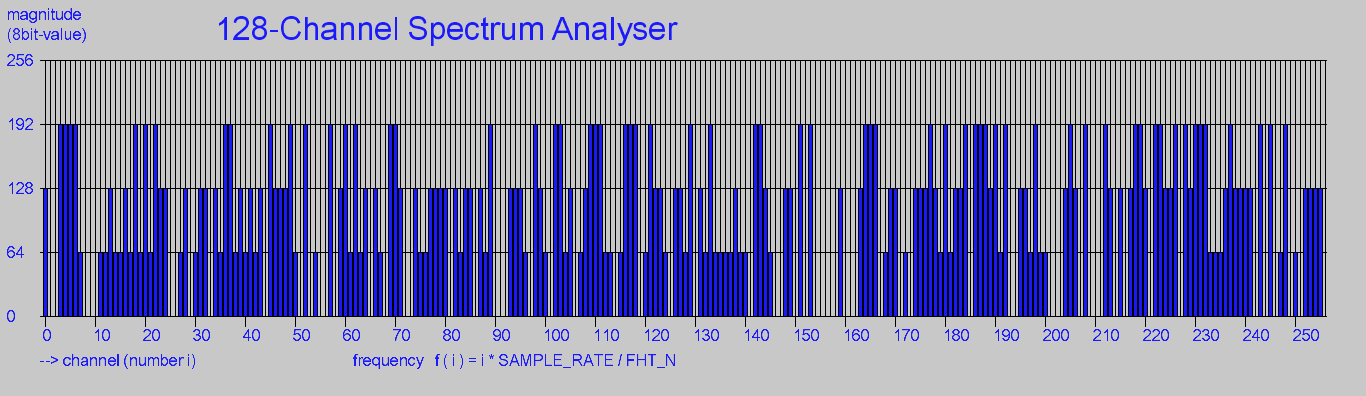 magnitude
(8bit-value)
128-Channel Spectrum Analyser
256
192
128
64
0
0 10 20 30 40 50 60 70 80 90 100 110 120 130 140 150 160 170 180 190 200 210 220 230 240 250
--> channel (number i)
frequency f ( i ) = i * SAMPLE_RATE / FHT_N